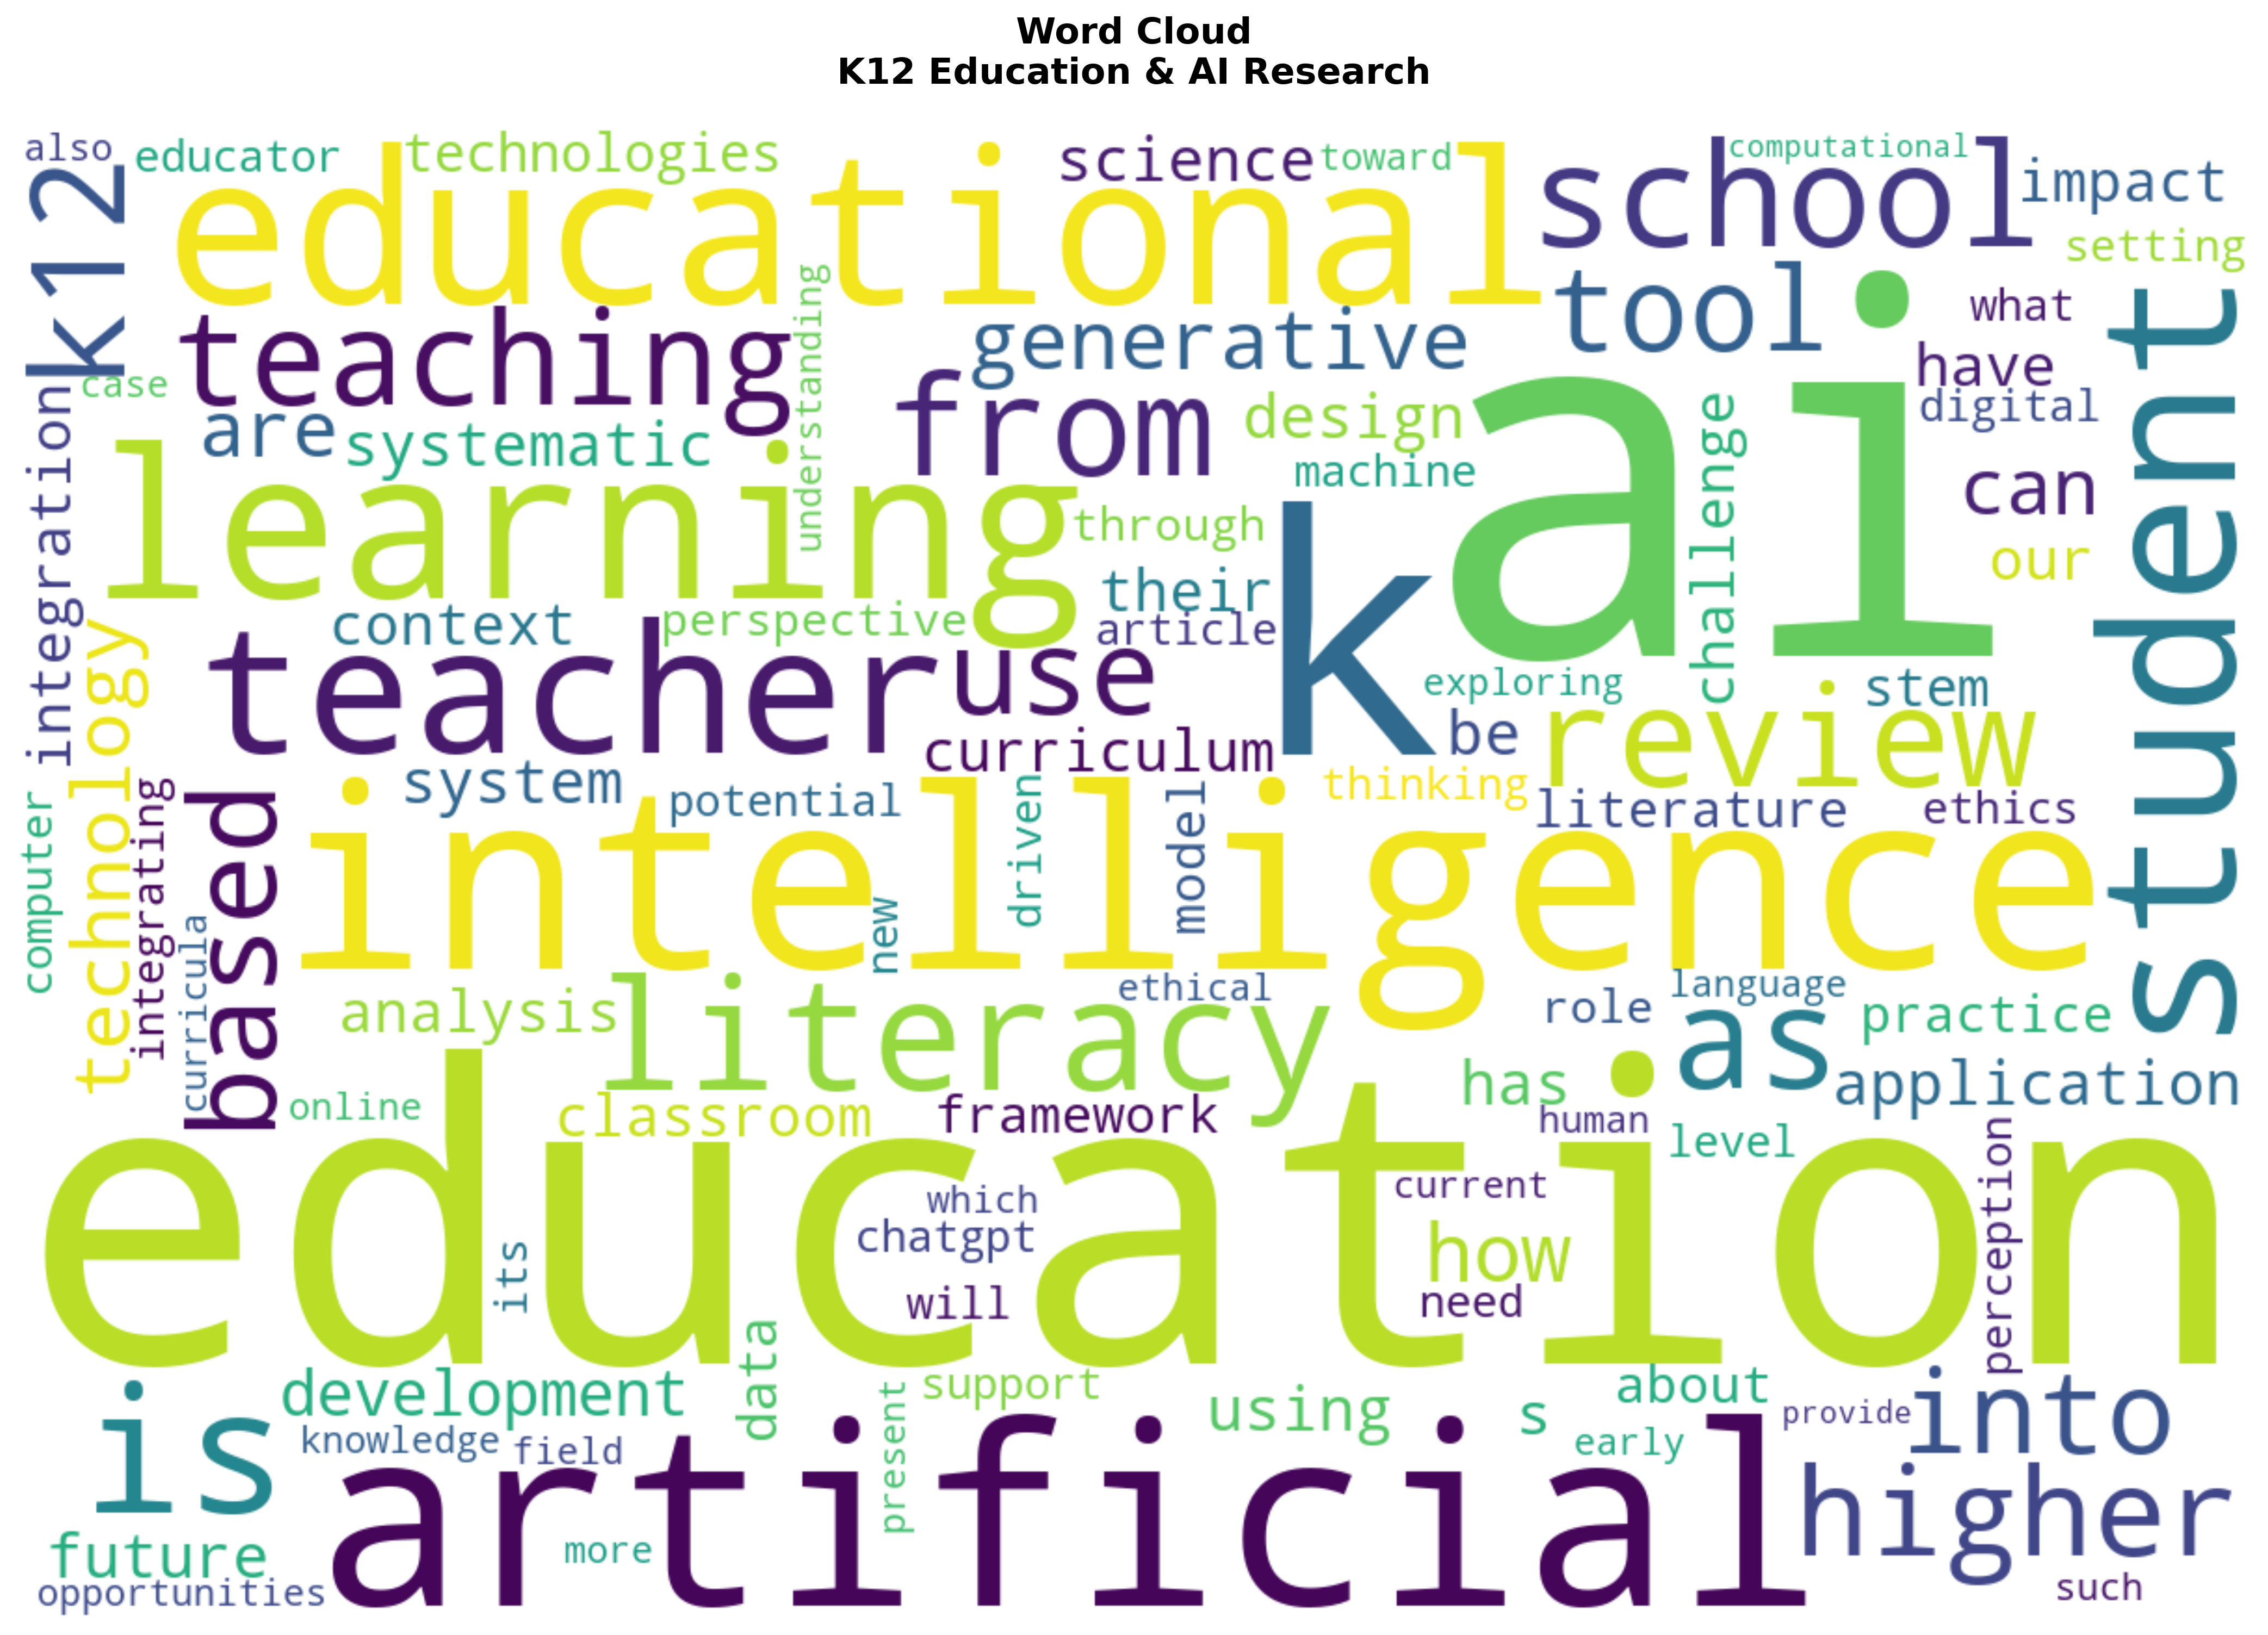 Word Cloud
K12 Education & AI Research
also
educator
technologies
science
toward
computational
k12
educational
school
impact
setting
tool
what
teaching
understanding
generative
have
student
case
integration
are
systematic
from
design
ai
challenge
digital
machine
can
learning
through
k
our
their
context
perspective
article
technology
teacher
use
exploring
stem
curriculum
be
review
system
potential
thinking
literature
ethics
computer
integrating
based
intelligence
driven
model
new
curricula
analysis
literacy
ethical
role
language
as
practice
online
classroom
framework
has
application
human
level
education
which
chatgpt
current
how
perception
its
will
need
data
is
development
support
using
s
about
provide
into
knowledge
field
present
early
artificial
higher
future
more
opportunities
such